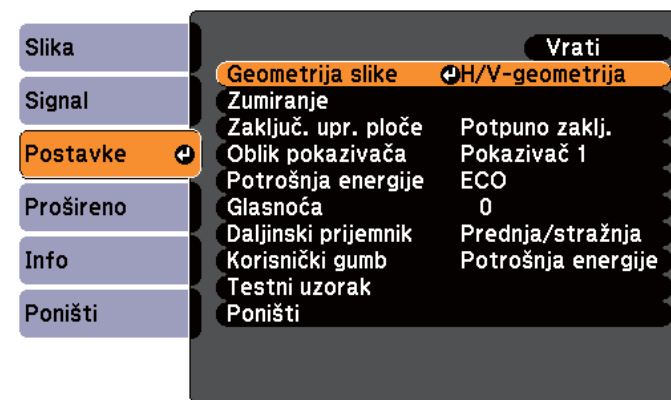 Slika
Signal
Postavke
Prošireno
Info
Poništi
Vrati
Geometrija slike H/V-geometrija
Zumiranje
Zaključ. upr. ploče Potpuno zaklj.
Oblik pokazivača Pokazivač 1
Potrošnja energije ECO
Glasnoća 0
Daljinski prijemnik Prednja/stražnja
Korisnički gumb Potrošnja energije
Testni uzorak
Poništi